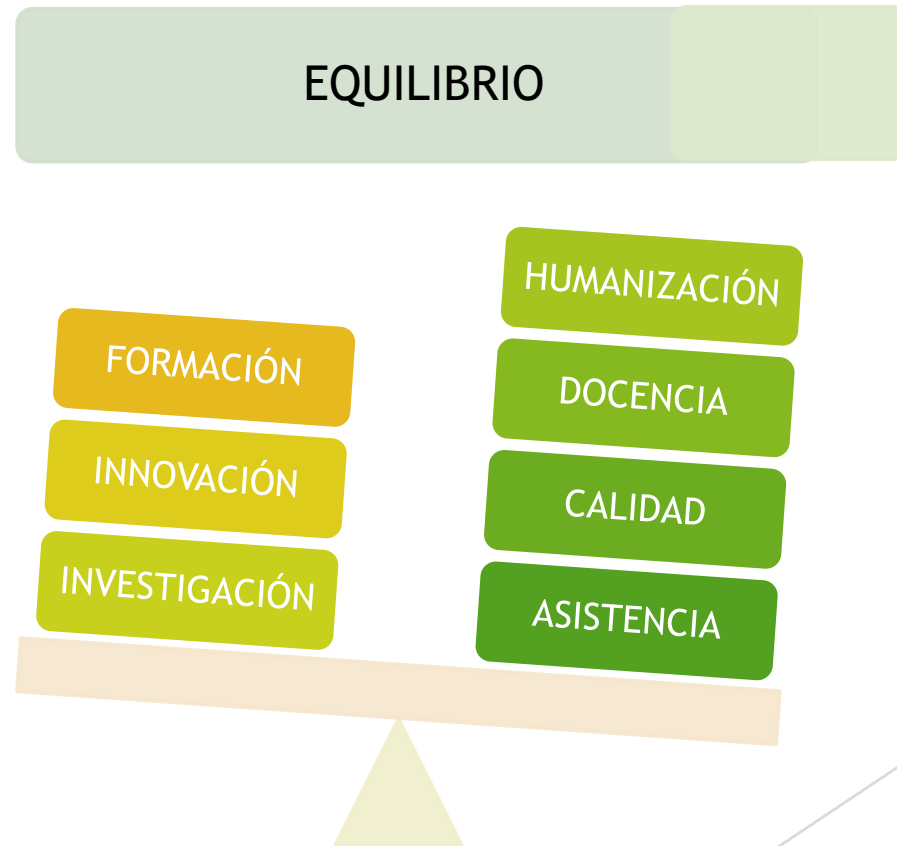 EQUILIBRIO
FORMACIÓN
INNOVACIÓN
INVESTIGACIÓN
HUMANIZACIÓN
DOCENCIA
CALIDAD
ASISTENCIA